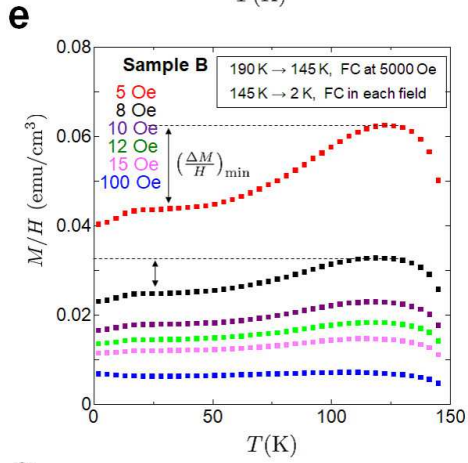 T(K)
e
0.08
Sample B
190 K → 145 K, FC at 5000 Oe
145 K → 2 K, FC in each field
5 Oe
8 Oe
10 Oe
12 Oe
15 Oe
100 Oe
(ΔM/H)min
0.06
0.04
0.02
0
M/H (emu/cm³)
0 50 100 150
T(K)